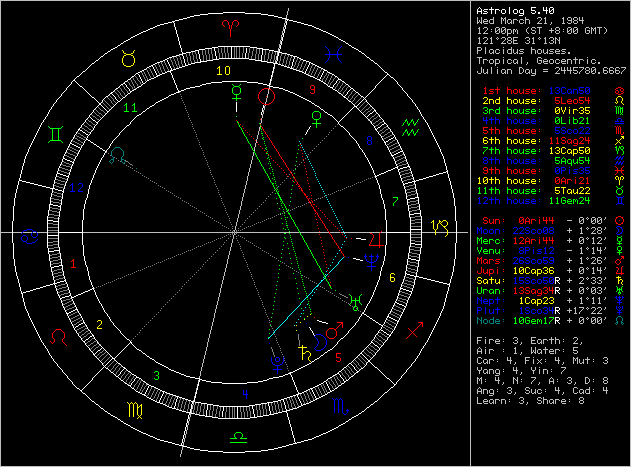 Astrolog 5.40
Wed March 21, 1984
12:00pm (ST +8:00 GMT)
121°28E 31°13N
Placidus houses.
Tropical, Geocentric.
Julian Day = 2445780.6667
1st house: 13Can50
2nd house: 5Leo54
3rd house: 0Vir35
4th house: 0Lib21
5th house: 5Sco22
6th house: 11Sag24
7th house: 13Cap50
8th house: 5Aqu54
9th house: 0Pis35
10th house: 0Ari21
11th house: 5Tau22
12th house: 11Gem24
Sun: 0Ari44 - 0°00'
Moon: + 1°28'
Merc: 12Ari44 + 0°12'
Venu: - 1°14'
Mars: + 1°26'
Jupi: 10Cap36 + 0°14'
Satu: R + 2°33'
Uran: 13Sag34R + 0°03'
Nept: 1Cap23 + 1°11'
Plut: R +17°22'
Node: 10Gem17R + 0°00'
Fire: 3, Earth: 2,
Air : 1, Water: 5
Car: 4, Fix: 4, Mut: 3
Yang: 4, Yin: 7
M: 4, N: 7, A: 3, D: 8
Ang: 3, Suc: 4, Cad: 4
Learn: 3, Share: 8
10
9
11
8
12
7
1
6
2
5
3
4